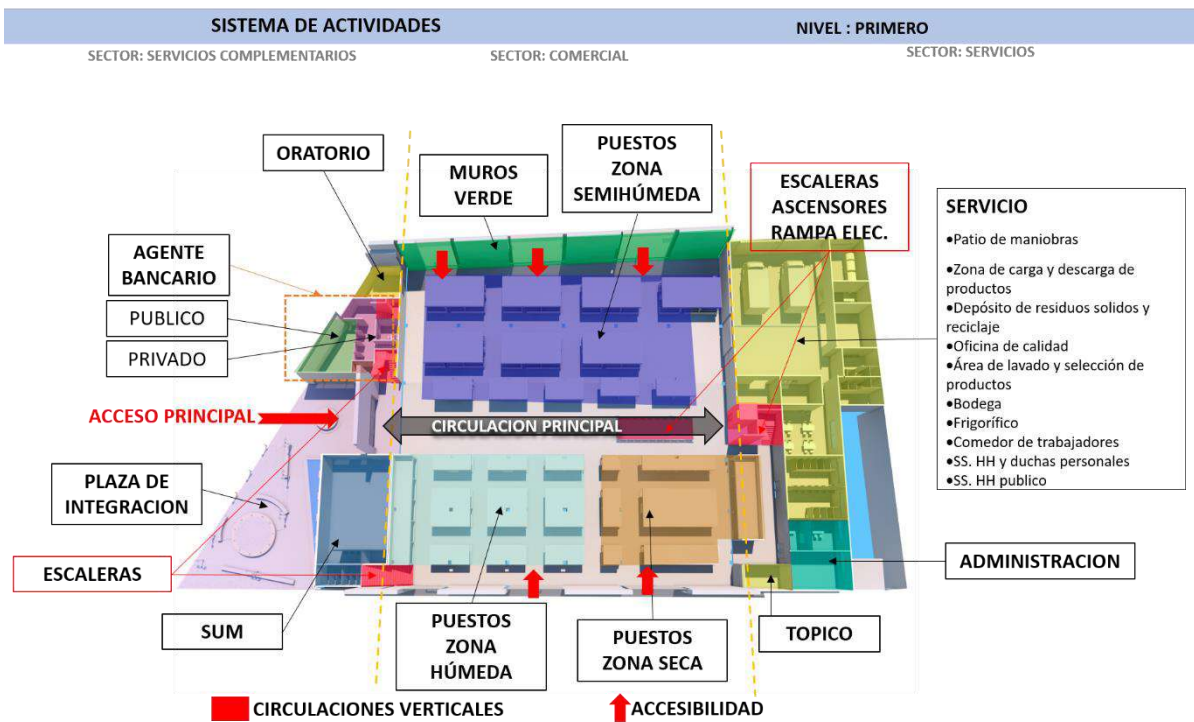 SISTEMA DE ACTIVIDADES
NIVEL : PRIMERO
SECTOR: SERVICIOS COMPLEMENTARIOS
SECTOR: COMERCIAL
SECTOR: SERVICIOS
ORATORIO
MUROS
VERDE
PUESTOS
ZONA
SEMIHÚMEDA
ESCALERAS
ASCENSORES
RAMPA ELEC.
AGENTE
BANCARIO
PUBLICO
PRIVADO
ACCESO PRINCIPAL
CIRCULACION PRINCIPAL
PLAZA DE
INTEGRACION
ESCALERAS
SUM
PUESTOS
ZONA
HÚMEDA
PUESTOS
ZONA SECA
TOPICO
ADMINISTRACION
SERVICIO
•Patio de maniobras
•Zona de carga y descarga de
productos
•Depósito de residuos solidos y
reciclaje
•Oficina de calidad
•Área de lavado y selección de
productos
•Bodega
•Frigorífico
•Comedor de trabajadores
•SS. HH y duchas personales
•SS. HH publico
CIRCULACIONES VERTICALES
ACCESIBILIDAD